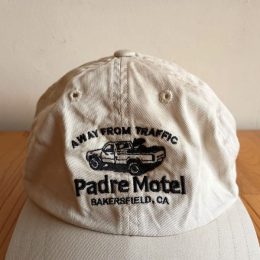 AWAY FROM TRAFFIC
Padre Motel
BAKERSFIELD, CA